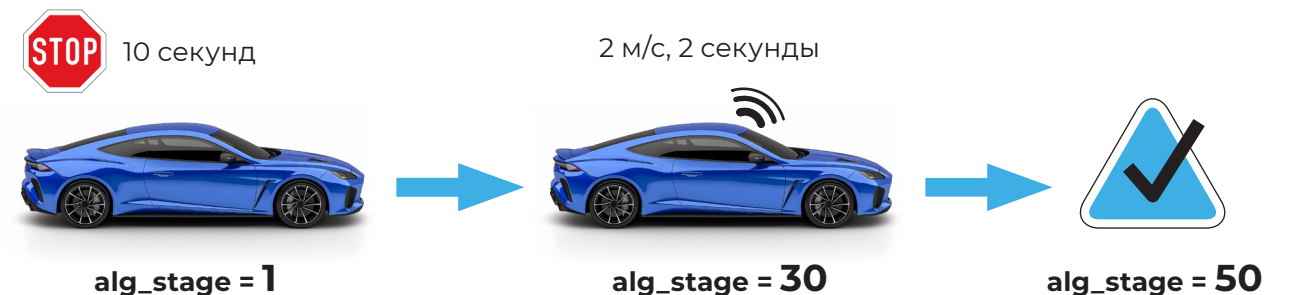 STOP
10 секунд
2 м/с, 2 секунды
alg_stage = 1
alg_stage = 30
alg_stage = 50